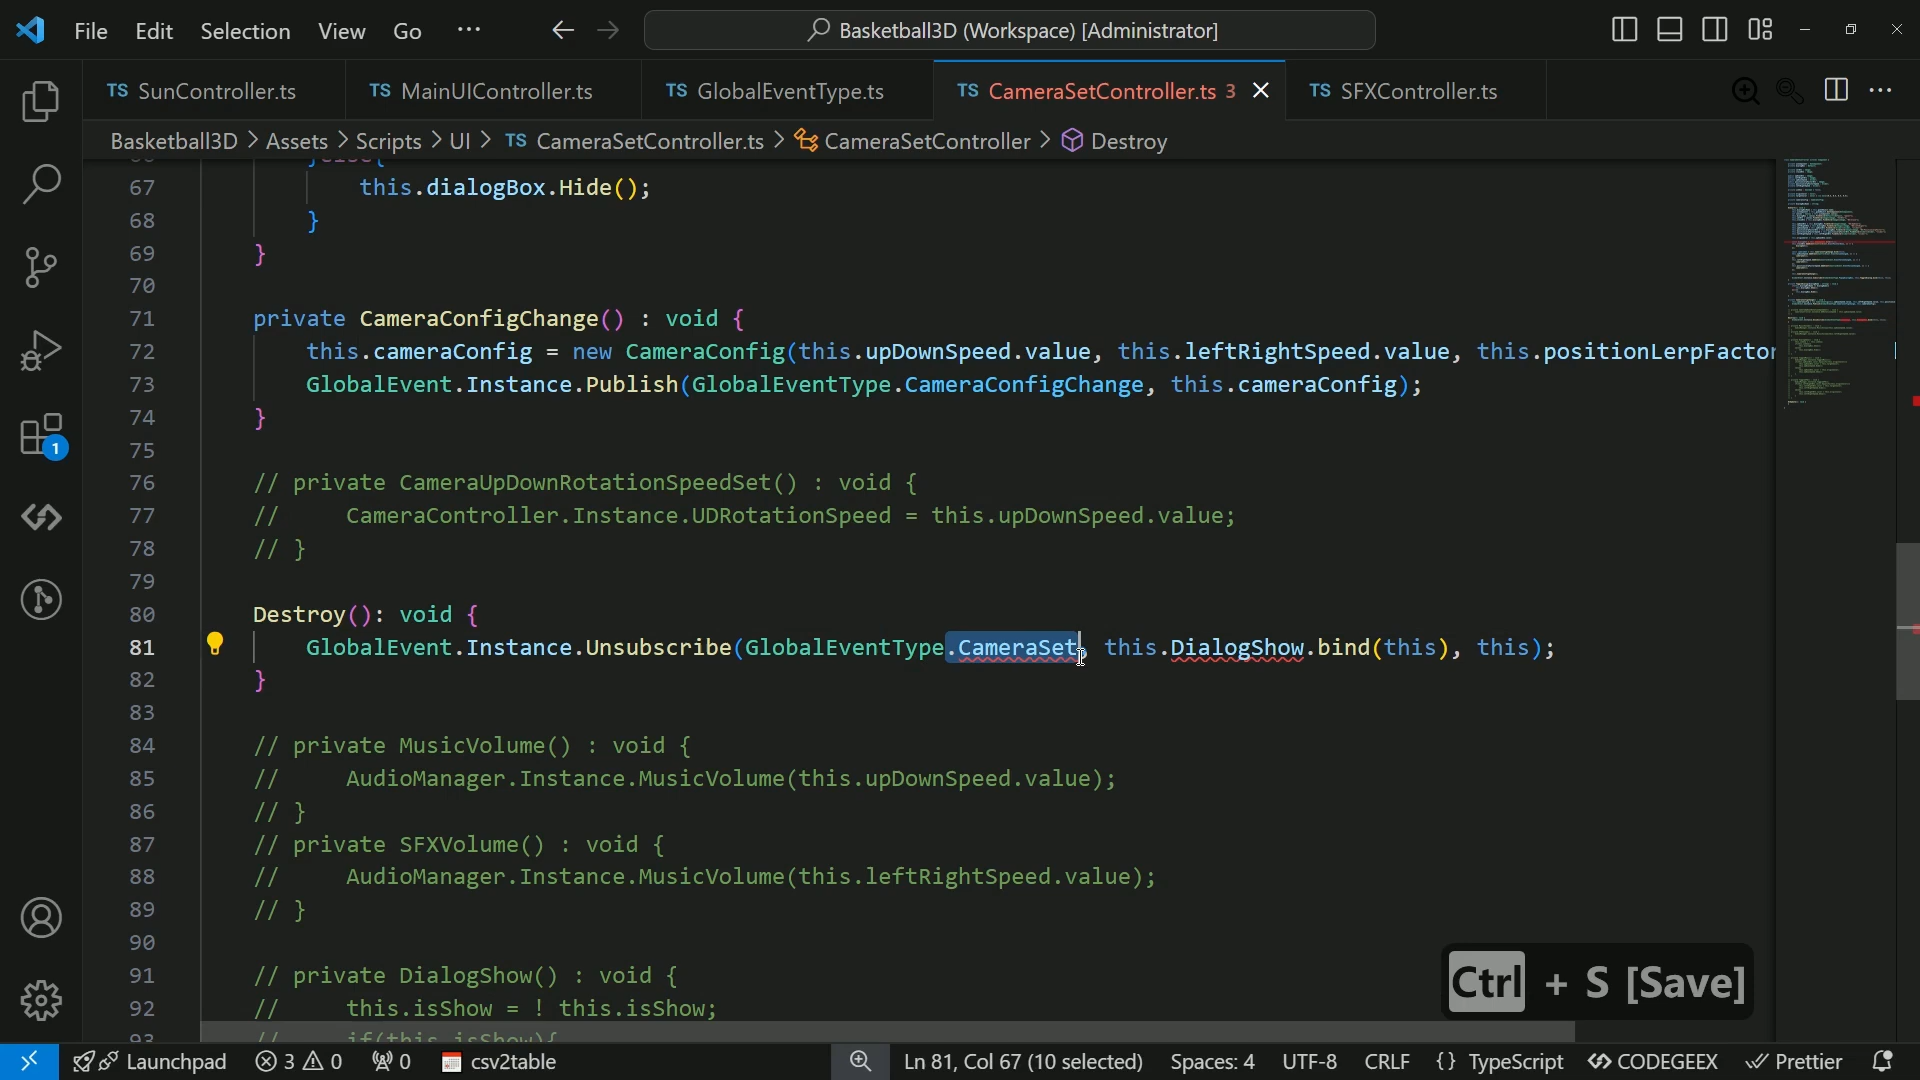 File Edit Selection View Go ··· Basketball3D (Workspace) [Administrator]
TS SunController.ts TS MainUIController.ts TS GlobalEventType.ts TS CameraSetController.ts 3 TS SFXController.ts
Basketball3D > Assets > Scripts > UI > TS CameraSetController.ts > CameraSetController > Destroy
67 this.dialogBox.Hide();
68 }
69 }
70
71 private CameraConfigChange() : void {
72 this.cameraConfig = new CameraConfig(this.upDownSpeed.value, this.leftRightSpeed.value, this.positionLerpFactor
73 GlobalEvent.Instance.Publish(GlobalEventType.CameraConfigChange, this.cameraConfig);
74 }
75
76 // private CameraUpDownRotationSpeedSet() : void {
77 // CameraController.Instance.UDRotationSpeed = this.upDownSpeed.value;
78 // }
79
80 Destroy(): void {
81 GlobalEvent.Instance.Unsubscribe(GlobalEventType.CameraSet, this.DialogShow.bind(this), this);
82 }
83
84 // private MusicVolume() : void {
85 // AudioManager.Instance.MusicVolume(this.upDownSpeed.value);
86 // }
87 // private SFXVolume() : void {
88 // AudioManager.Instance.MusicVolume(this.leftRightSpeed.value);
89 // }
90
91 // private DialogShow() : void {
92 // this.isShow = ! this.isShow;
93 // if(this.isShow){
1
Ctrl + S [Save]
Launchpad 3 0 0 csv2table Ln 81, Col 67 (10 selected) Spaces: 4 UTF-8 CRLF {} TypeScript CODEGEEX Prettier